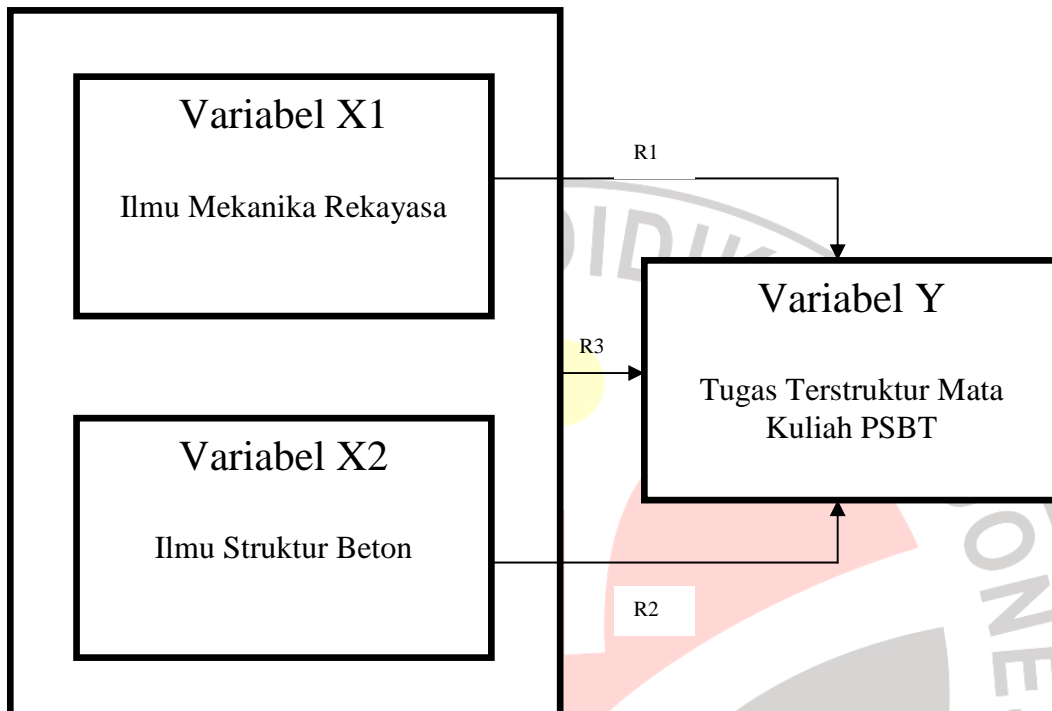 Variabel X1
Ilmu Mekanika Rekayasa
R1
Variabel Y
Tugas Terstruktur Mata
Kuliah PSBT
R3
Variabel X2
Ilmu Struktur Beton
R2